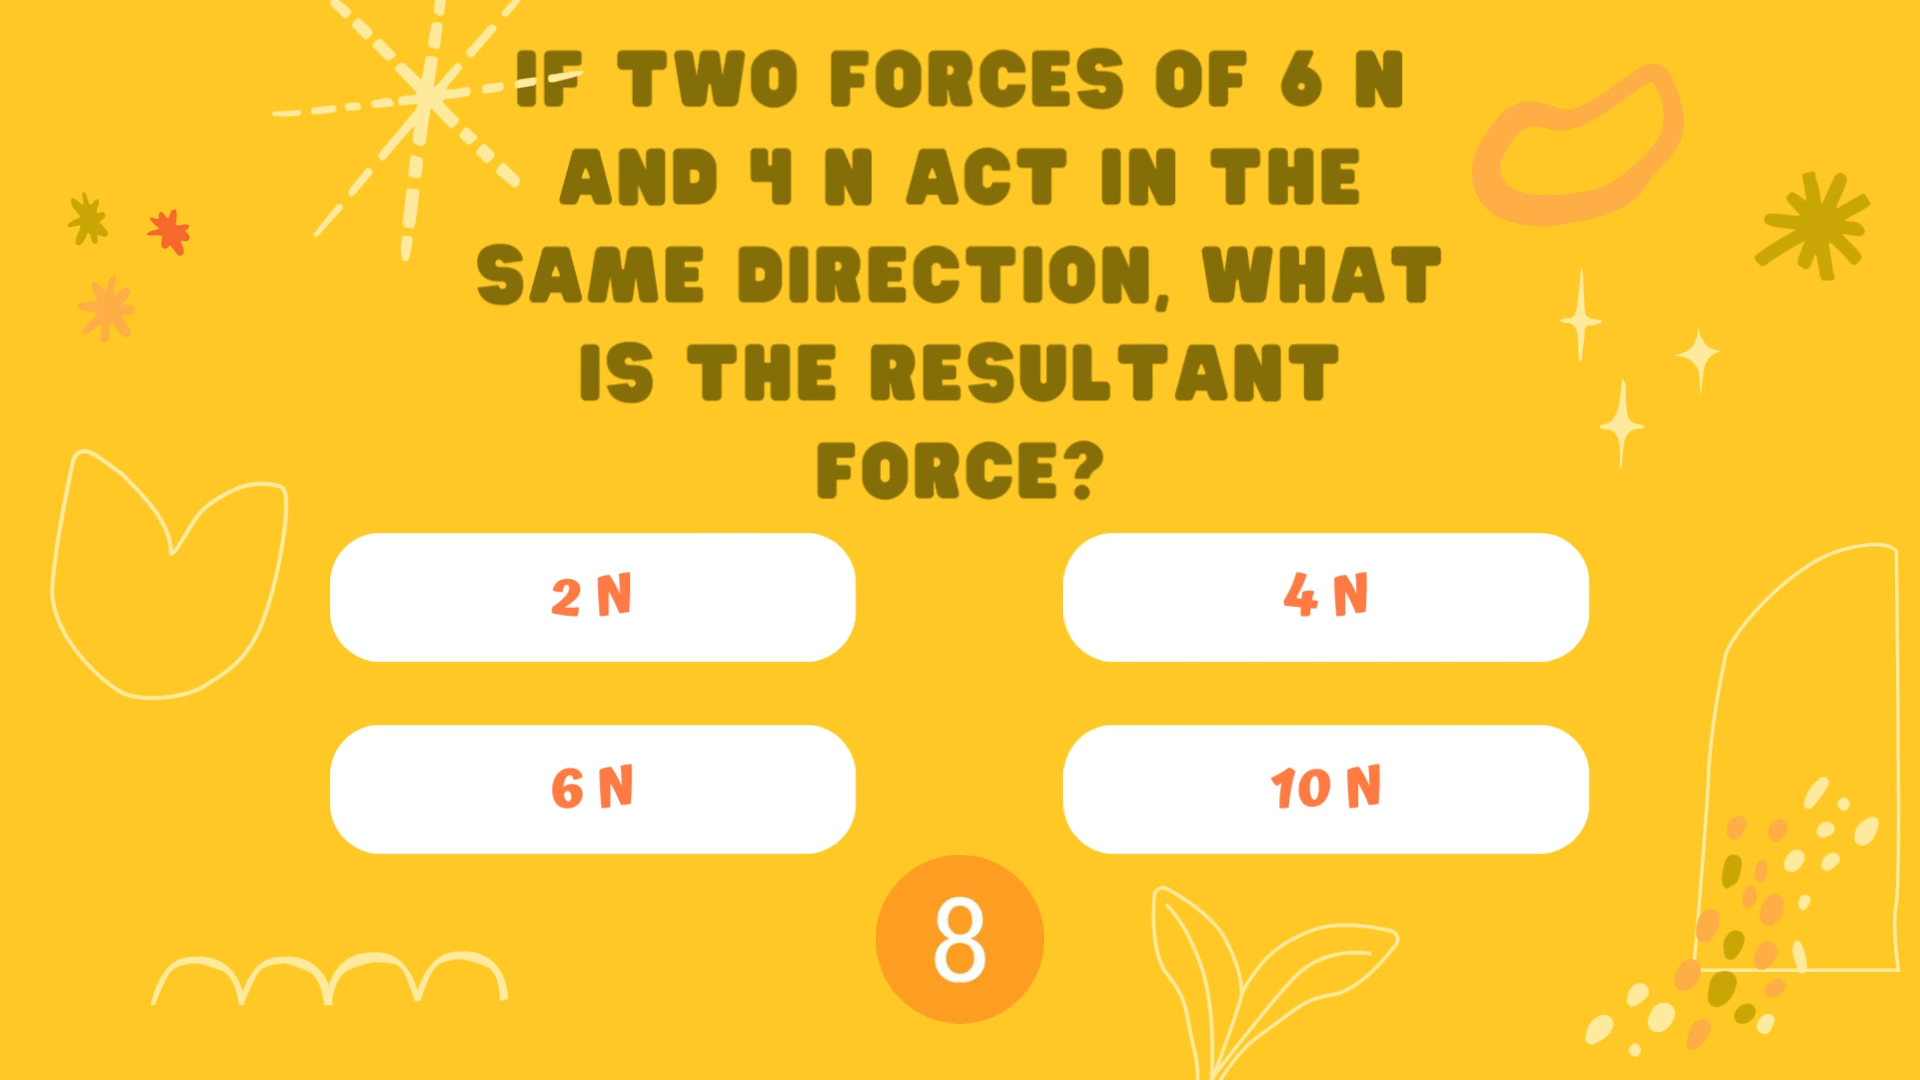 IF TWO FORCES OF 6 N
AND 4 N ACT IN THE
SAME DIRECTION, WHAT
IS THE RESULTANT
FORCE?
2 N
4 N
6 N
10 N
8